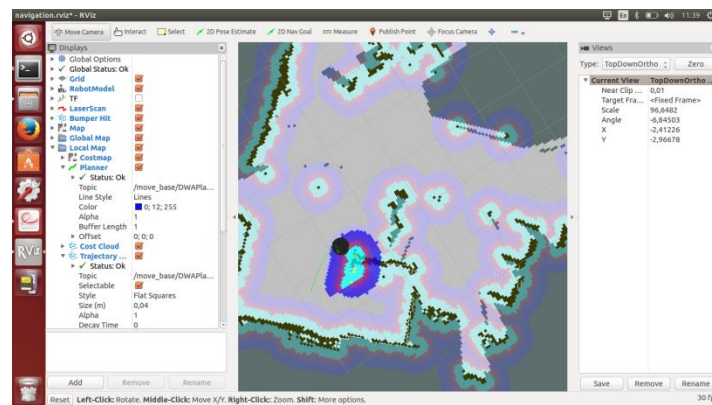 navigation.rviz* - RViz
En
11:39
Move Camera Interact Select 2D Pose Estimate 2D Nav Goal Measure Publish Point Focus Camera
Displays
Global Options
Global Status: Ok
Grid
RobotModel
TF
LaserScan
Bumper Hit
Map
Global Map
Local Map
Costmap
Planner
Status: Ok
Topic /move_base/DWAPla...
Line Style Lines
Color 0; 12; 255
Alpha 1
Buffer Length 1
Offset 0; 0; 0
Cost Cloud
Trajectory ...
Status: Ok
Topic /move_base/DWAPla...
Selectable
Style Flat Squares
Size (m) 0,04
Alpha 1
Decay Time 0
Add Remove Rename
Views
Type: TopDownOrtho Zero
Current View TopDownOrtho ...
Near Clip ... 0,01
Target Fra... <Fixed Frame>
Scale 96,6482
Angle -6,84503
X -2,41226
Y -2,96678
Save Remove Rename
Reset Left-Click: Rotate. Middle-Click: Move X/Y. Right-Click: Zoom. Shift: More options.
30 fp
RViz